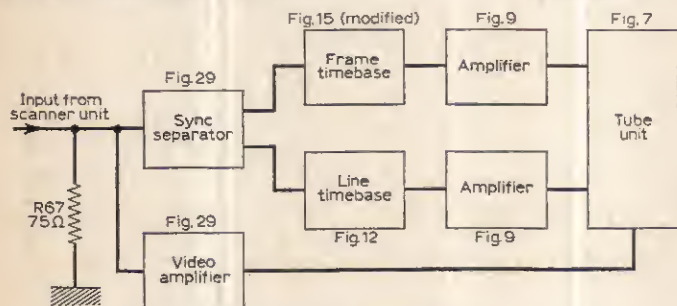 Fig.15 (modified)
Fig.9
Fig.7
Frame
timebase
Amplifier
Fig.29
Input from
scanner unit
Sync
separator
Tube
unit
Line
timebase
Amplifier
R67
75Ω
Fig.29
Fig.12
Fig.9
Video
amplifier